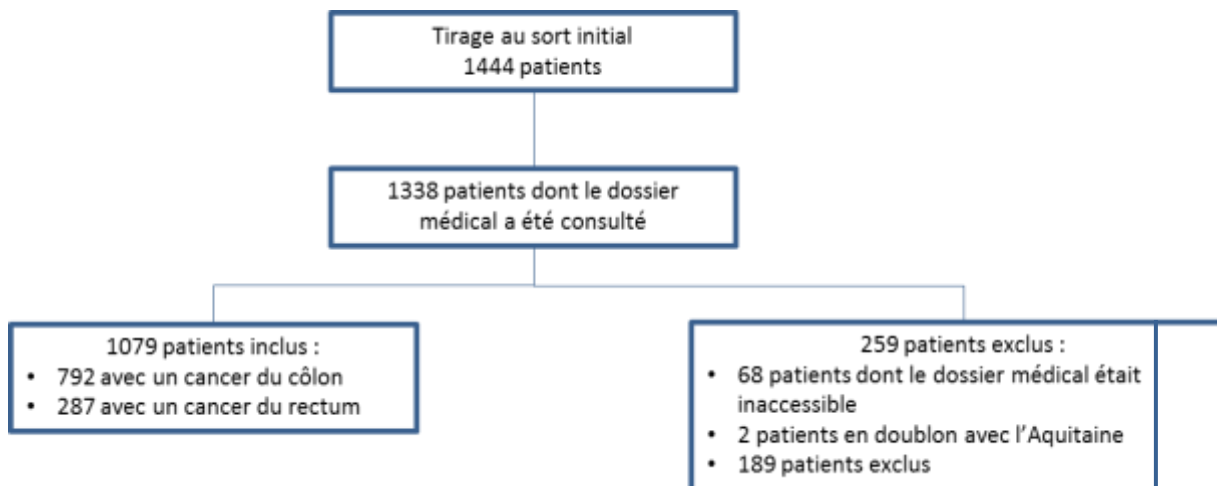 Tirage au sort initial
1444 patients
1338 patients dont le dossier
médical a été consulté
1079 patients inclus :
• 792 avec un cancer du côlon
• 287 avec un cancer du rectum
259 patients exclus :
• 68 patients dont le dossier médical était
inaccessible
• 2 patients en doublon avec l'Aquitaine
• 189 patients exclus